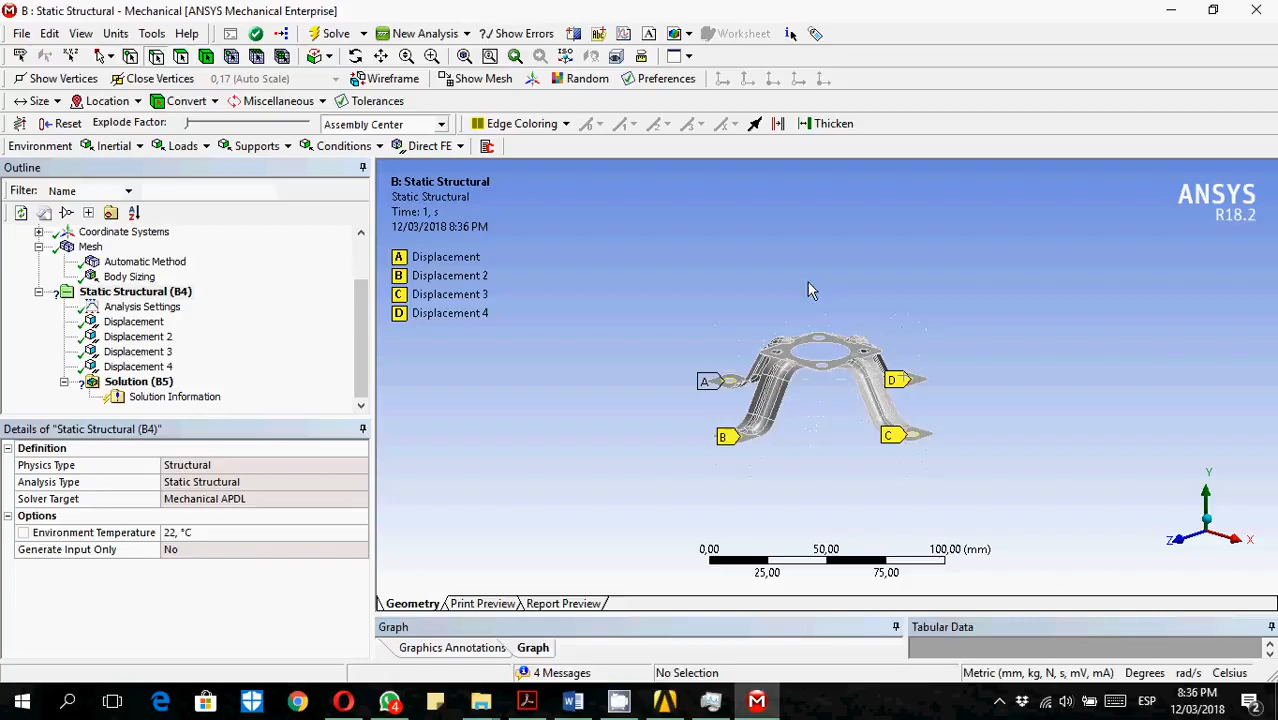 B : Static Structural - Mechanical [ANSYS Mechanical Enterprise]
File Edit View Units Tools Help Solve New Analysis ?/ Show Errors Worksheet
Show Vertices Close Vertices 0,17 (Auto Scale) Wireframe Show Mesh Random Preferences
Size Location Convert Miscellaneous Tolerances
Reset Explode Factor: Assembly Center Edge Coloring Thicken
Environment Inertial Loads Supports Conditions Direct FE
Outline
Filter: Name
Coordinate Systems
Mesh
Automatic Method
Body Sizing
Static Structural (B4)
Analysis Settings
Displacement
Displacement 2
Displacement 3
Displacement 4
Solution (B5)
Solution Information
Details of "Static Structural (B4)"
Definition
Physics Type Structural
Analysis Type Static Structural
Solver Target Mechanical APDL
Options
Environment Temperature 22, °C
Generate Input Only No
B: Static Structural
Static Structural
Time: 1, s
12/03/2018 8:36 PM
A Displacement
B Displacement 2
C Displacement 3
D Displacement 4
ANSYS
R18.2
A
D
B
C
Y
Z X
0,00 50,00 100,00 (mm)
25,00 75,00
Geometry Print Preview Report Preview
Graph
Tabular Data
Graphics Annotations Graph
4 Messages No Selection Metric (mm, kg, N, s, mV, mA) Degrees rad/s Celsius
4
ESP
8:36 PM
12/03/2018
2